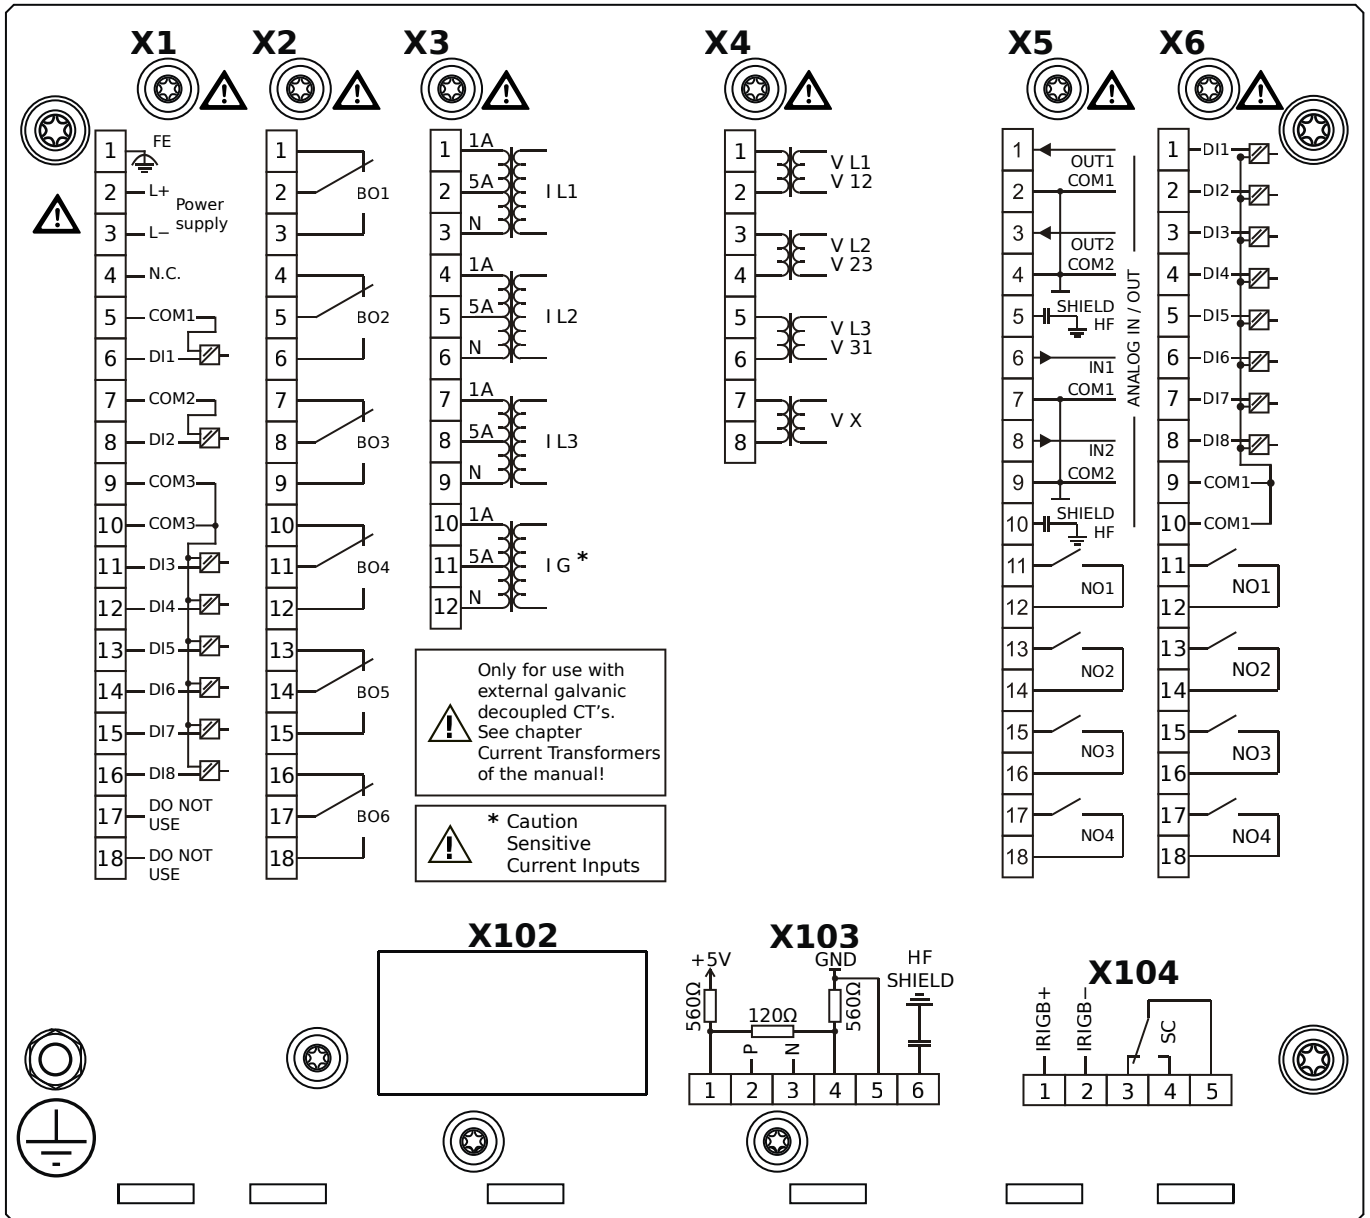 X1
1 FE
2 L+
Power
supply
3 L−
4 N.C.
5 COM1
6 DI1
7 COM2
8 DI2
9 COM3
10 COM3
11 DI3
12 DI4
13 DI5
14 DI6
15 DI7
16 DI8
17 DO NOT
USE
18 DO NOT
USE
X2
1
2 BO1
3
4
5 BO2
6
7
8 BO3
9
10
11 BO4
12
13
14 BO5
15
16
17 BO6
18
X3
1 1A
2 5A I L1
3 N
4 1A
5 5A I L2
6 N
7 1A
8 5A I L3
9 N
10 1A
11 5A I G *
12 N
Only for use with
external galvanic
decoupled CT's.
See chapter
Current Transformers
of the manual!
* Caution
Sensitive
Current Inputs
X4
1 V L1
2 V 12
3 V L2
4 V 23
5 V L3
6 V 31
7 V X
8
X5
1 OUT1
2 COM1
3 OUT2
4 COM2
5 SHIELD
HF
6 IN1
7 COM1
8 IN2
9 COM2
10 SHIELD
HF
ANALOG IN / OUT
11 NO1
12
13 NO2
14
15 NO3
16
17 NO4
18
X6
1 DI1
2 DI2
3 DI3
4 DI4
5 DI5
6 DI6
7 DI7
8 DI8
9 COM1
10 COM1
11 NO1
12
13 NO2
14
15 NO3
16
17 NO4
18
X102
X103
+5V GND HF
SHIELD
560Ω 120Ω 560Ω
P N
1 2 3 4 5 6
X104
IRIGB+ IRIGB− SC
1 2 3 4 5